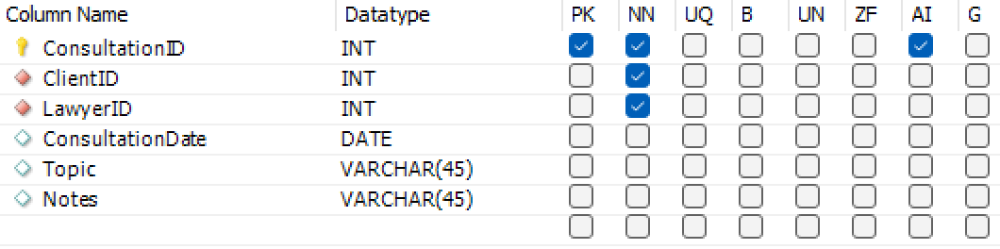 Column Name Datatype PK NN UQ B UN ZF AI G
ConsultationID INT
ClientID INT
LawyerID INT
ConsultationDate DATE
Topic VARCHAR(45)
Notes VARCHAR(45)